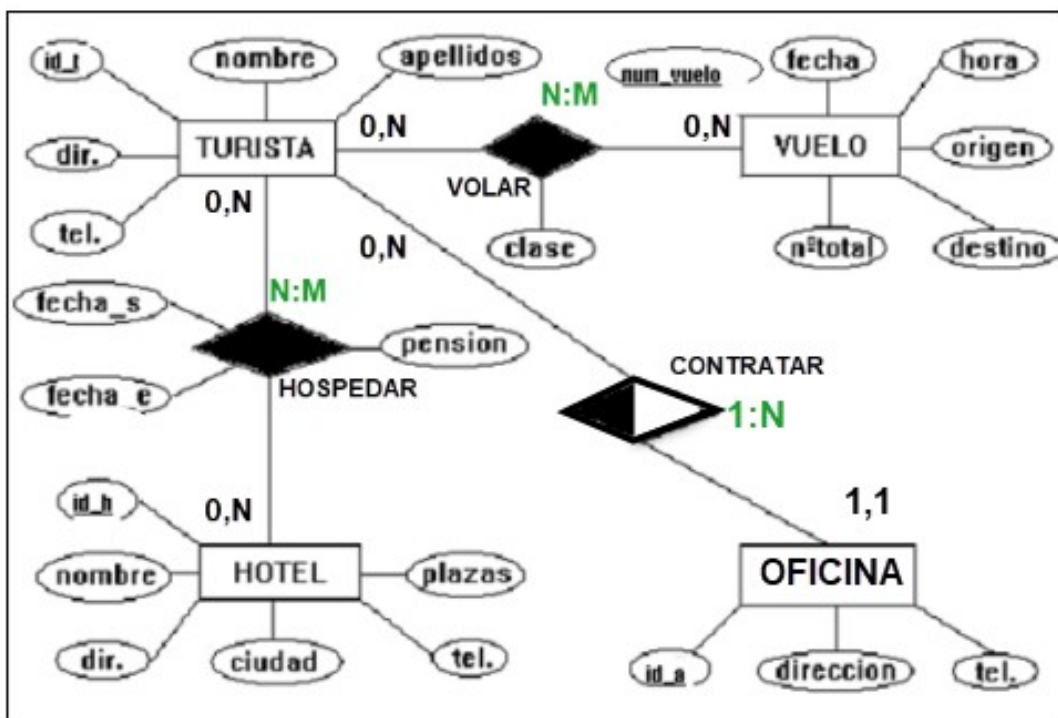 id_t
nombre
apellidos
num_vuelo
fecha
hora
N:M
0,N
0,N
TURISTA
VUELO
dir.
origen
VOLAR
0,N
0,N
tel.
clase
nºtotal
destino
fecha_s
N:M
pension
CONTRATAR
HOSPEDAR
fecha_e
1:N
id_h
0,N
1,1
nombre
HOTEL
plazas
OFICINA
dir.
ciudad
tel.
id_a
direccion
tel.